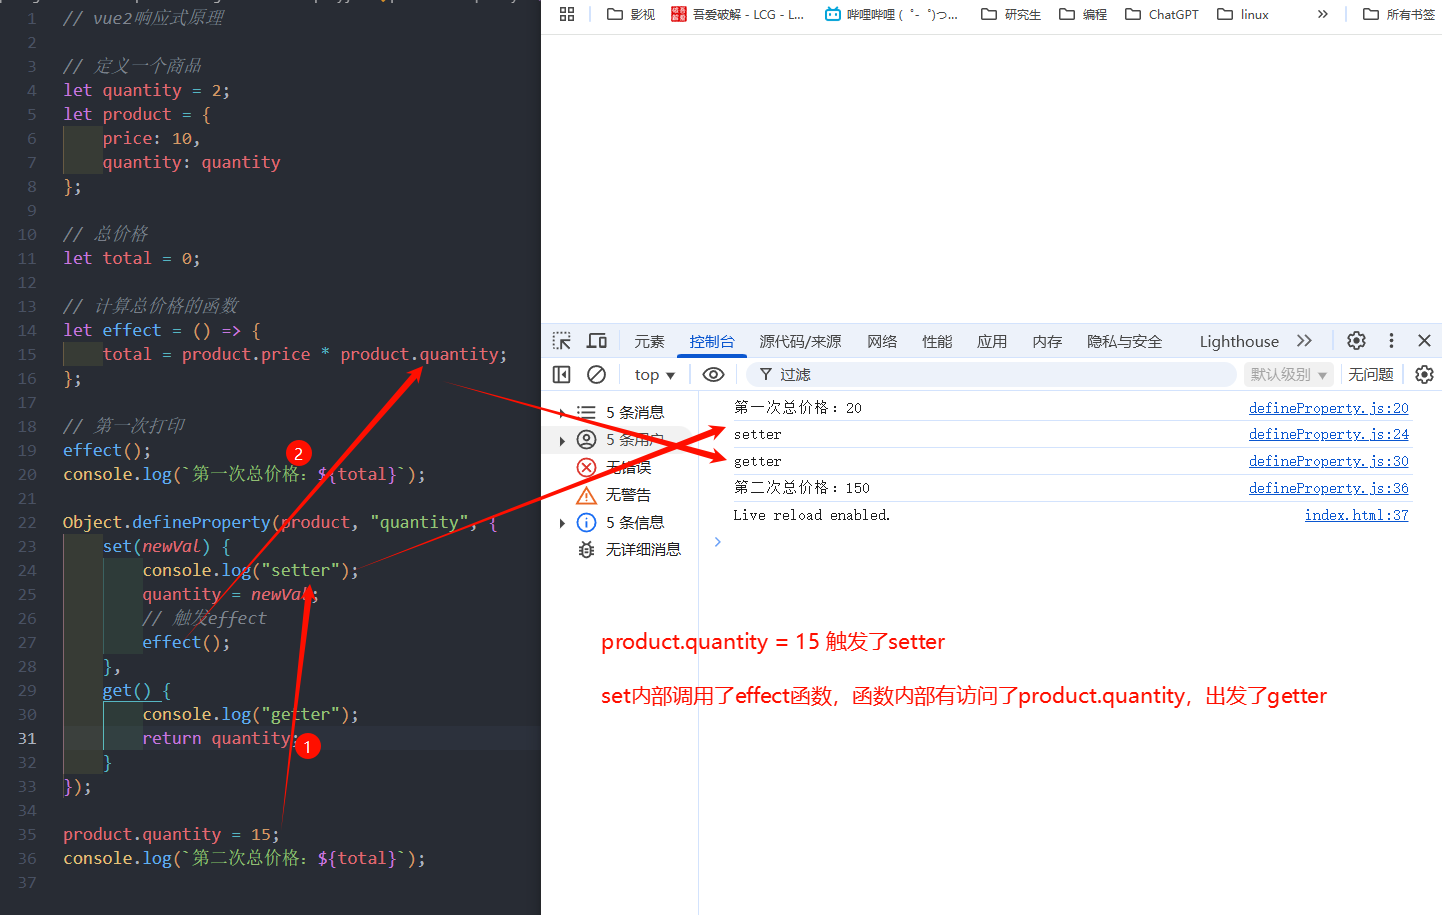 1 // vue2响应式原理
2
3 // 定义一个商品
4 let quantity = 2;
5 let product = {
6 price: 10,
7 quantity: quantity
8 };
9
10 // 总价格
11 let total = 0;
12
13 // 计算总价格的函数
14 let effect = () => {
15 total = product.price * product.quantity;
16 };
17
18 // 第一次打印
19 effect();
20 console.log(`第一次总价格：${total}`);
21
22 Object.defineProperty(product, "quantity", {
23 set(newVal) {
24 console.log("setter");
25 quantity = newVal;
26 // 触发effect
27 effect();
28 },
29 get() {
30 console.log("getter");
31 return quantity;
32 }
33 });
34
35 product.quantity = 15;
36 console.log(`第二次总价格：${total}`);
37
2
1
影视 吾爱破解 - LCG - L... 哔哩哔哩 (゜-゜)つ... 研究生 编程 ChatGPT linux 所有书签
元素 控制台 源代码/来源 网络 性能 应用 内存 隐私与安全 Lighthouse
top 过滤 默认级别 无问题
5 条消息
5 条用户
无错误
无警告
5 条信息
无详细消息
第一次总价格：20 defineProperty.js:20
setter defineProperty.js:24
getter defineProperty.js:30
第二次总价格：150 defineProperty.js:36
Live reload enabled. index.html:37
product.quantity = 15 触发了setter
set内部调用了effect函数，函数内部有访问了product.quantity，出发了getter